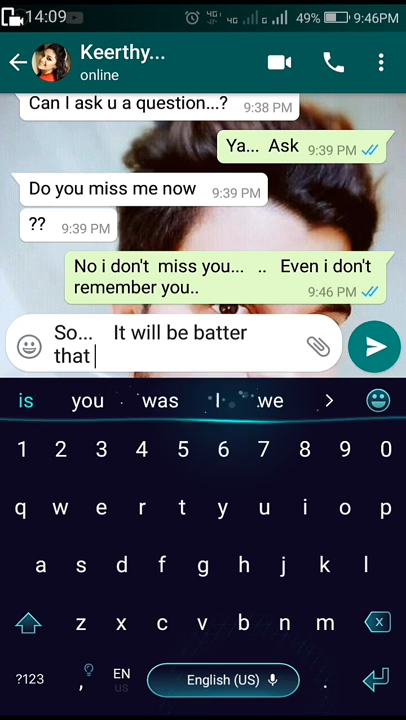 14:09 4G 4G G 49% 9:46PM
Keerthy...
online
Can I ask u a question...? 9:38 PM
Ya... Ask 9:39 PM
Do you miss me now 9:39 PM
?? 9:39 PM
No i don't miss you... .. Even i don't
remember you..
9:46 PM
So... It will be batter
that
is you was I we
1 2 3 4 5 6 7 8 9 0
q w e r t y u i o p
a s d f g h j k l
z x c v b n m x
?123 , EN us English (US) .